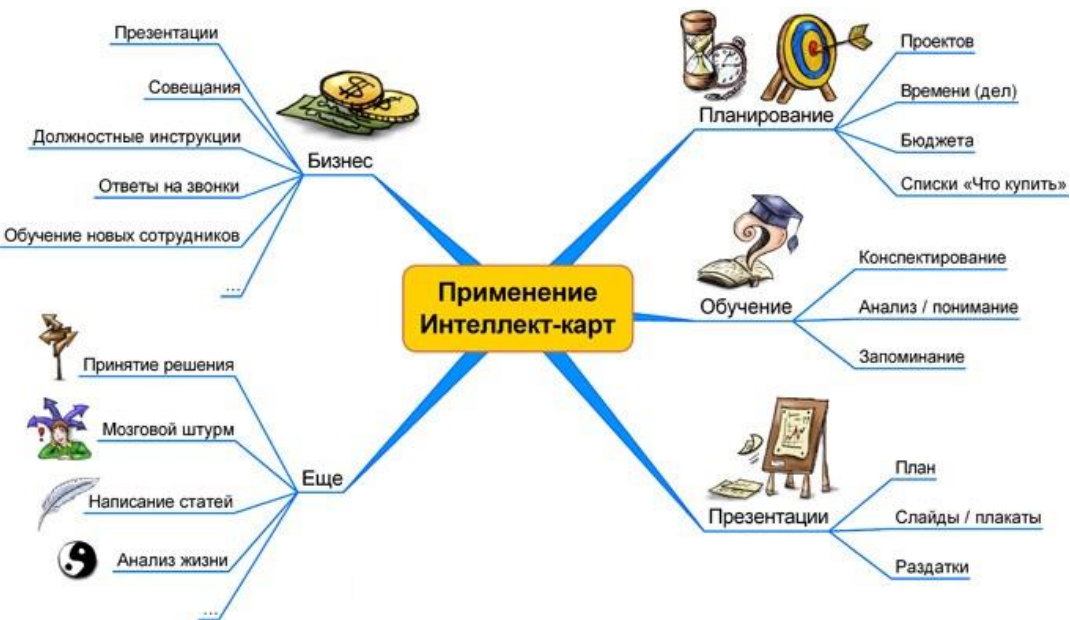 Применение
Интеллект-карт
Планирование
Проектов
Времени (дел)
Бюджета
Списки «Что купить»
Обучение
Конспектирование
Анализ / понимание
Запоминание
Презентации
План
Слайды / плакаты
Раздатки
Бизнес
Презентации
Совещания
Должностные инструкции
Ответы на звонки
Обучение новых сотрудников
...
Еще
Принятие решения
Мозговой штурм
Написание статей
Анализ жизни
...